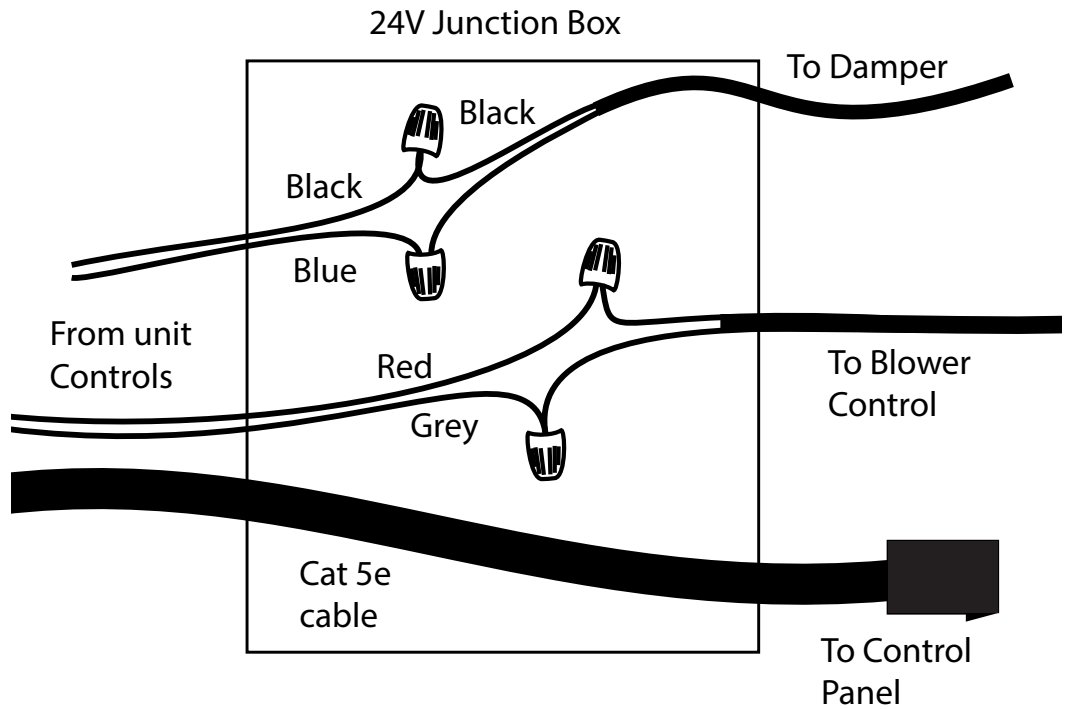 24V Junction Box
To Damper
Black
Black
Blue
From unit
Controls
Red
Grey
To Blower
Control
Cat 5e
cable
To Control
Panel